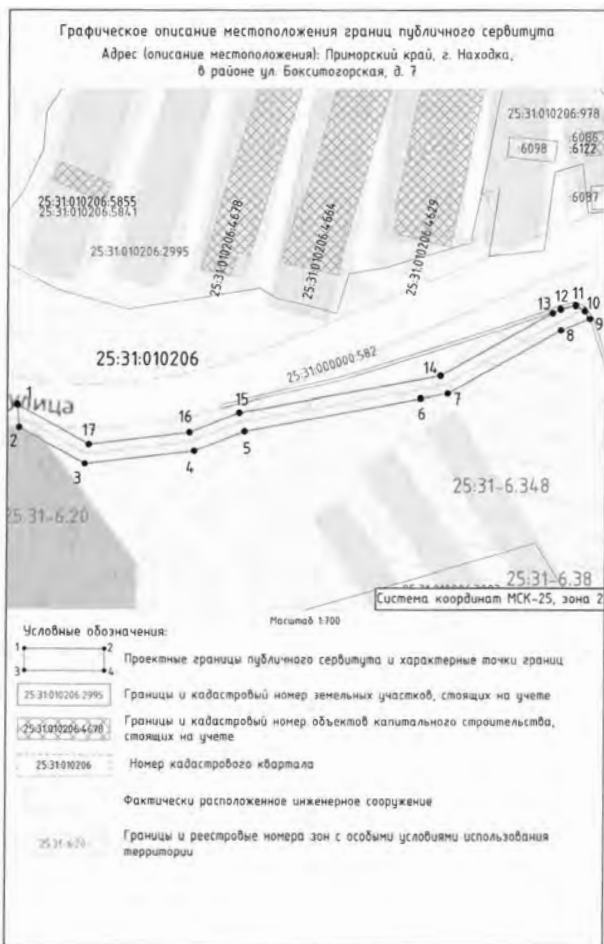 Графическое описание местоположения границ публичного сервитута
Адрес (описание местоположения): Приморский край, г. Находка,
в районе ул. Бокситогорская, д. 7
25:31:010206:978
:6086
:6098
:6122
:6087
25:31:010206:5855
25:31:010206:5841
25:31:010206:4678
25:31:010206:4664
25:31:010206:4629
25:31:010206:2995
13 12 11 10
9
8
25:31:010206
25:31:000000:582
14
1
улица
15
6 7
2
17
16
5
3
4
25:31-6.348
25:31-6.20
25:31-6.38
Система координат МСК-25, зона 2
Масштаб 1:700
Условные обозначения:
1 2
3 4
Проектные границы публичного сервитута и характерные точки границ
25:31:010206:2995
Границы и кадастровый номер земельных участков, стоящих на учете
25:31:010206:4678
Границы и кадастровый номер объектов капитального строительства,
стоящих на учете
25:31:010206
Номер кадастрового квартала
Фактически расположенное инженерное сооружение
25:31-6.20
Границы и реестровые номера зон с особыми условиями использования
территории